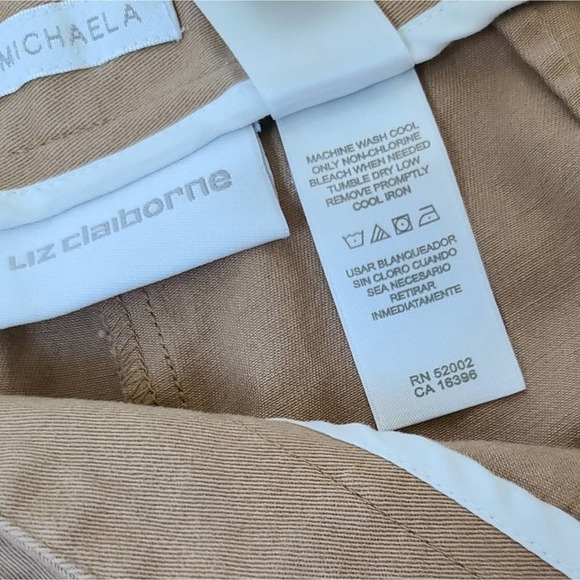 MICHAELA
LIZ claiborne
MACHINE WASH COOL
ONLY NON-CHLORINE
BLEACH WHEN NEEDED
TUMBLE DRY LOW
REMOVE PROMPTLY
COOL IRON
USAR BLANQUEADOR
SIN CLORO CUANDO
SEA NECESARIO
RETIRAR
INMEDIATAMENTE
RN 52002
CA 16396